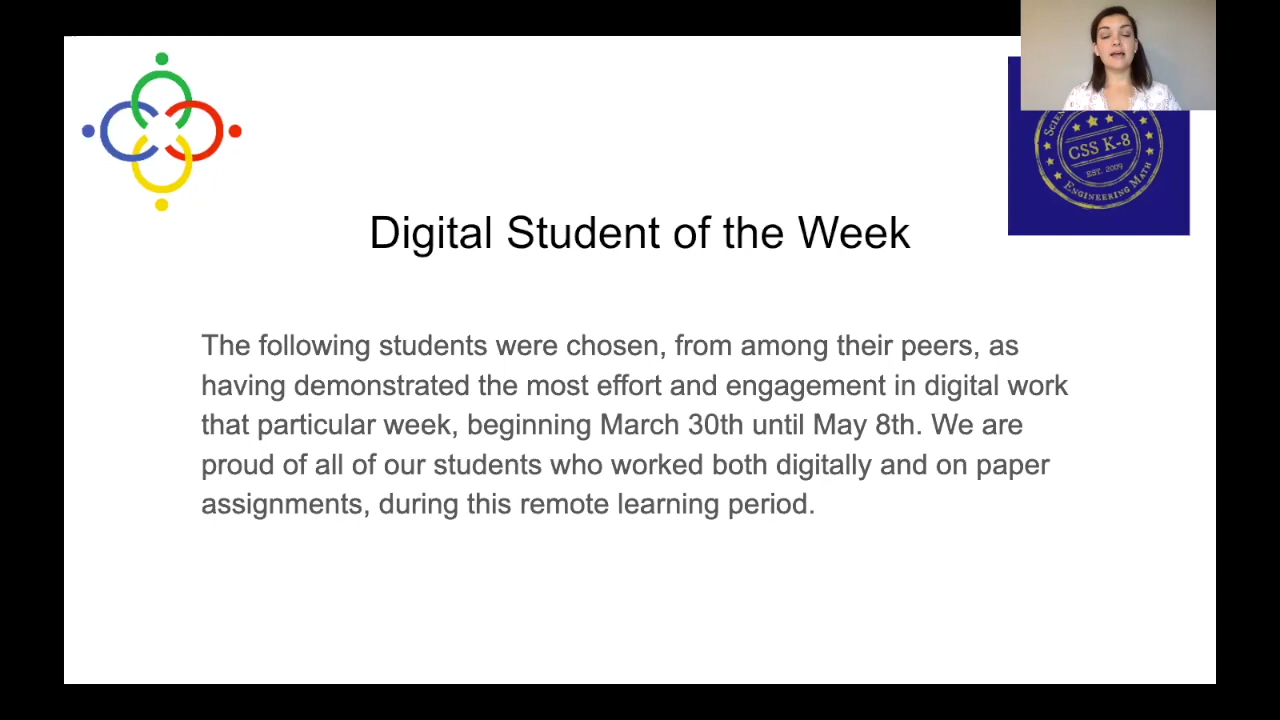 CSS K-8
EST. 2009
ENGINEERING MATH
Digital Student of the Week
The following students were chosen, from among their peers, as
having demonstrated the most effort and engagement in digital work
that particular week, beginning March 30th until May 8th. We are
proud of all of our students who worked both digitally and on paper
assignments, during this remote learning period.